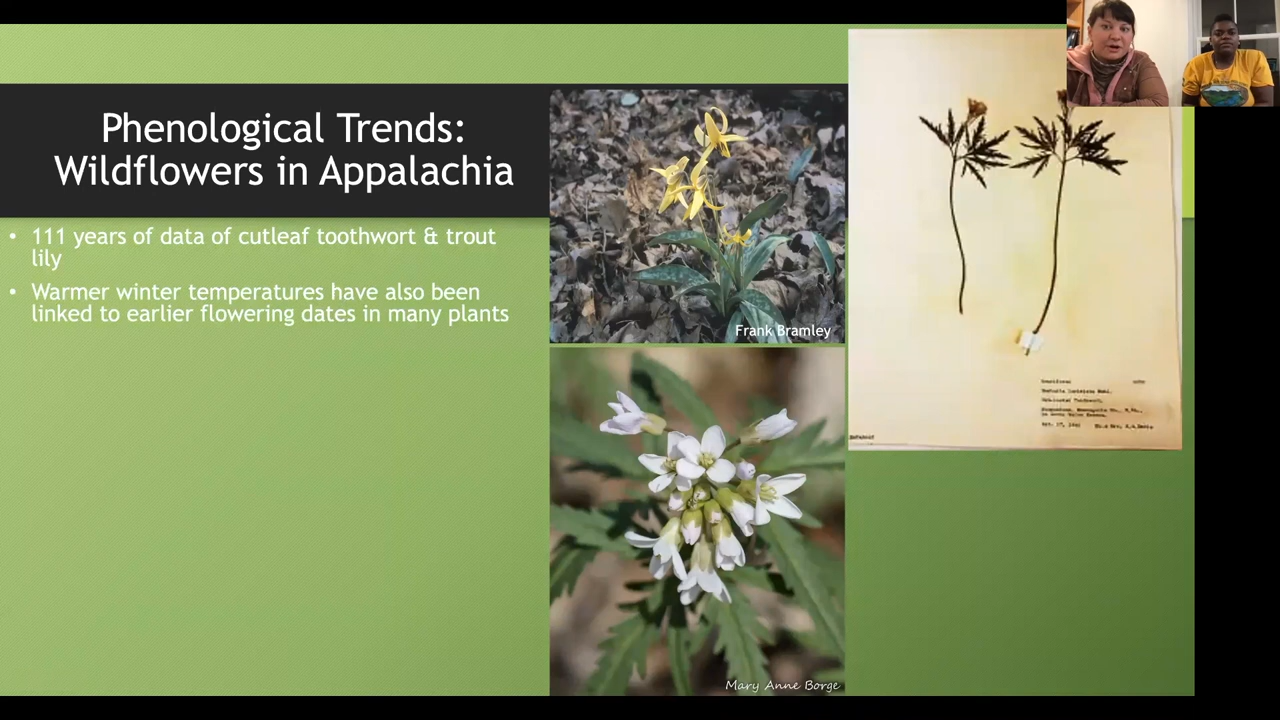 Phenological Trends:
Wildflowers in Appalachia
• 111 years of data of cutleaf toothwort & trout
lily
• Warmer winter temperatures have also been
linked to earlier flowering dates in many plants
Frank Bramley
Mary Anne Borge